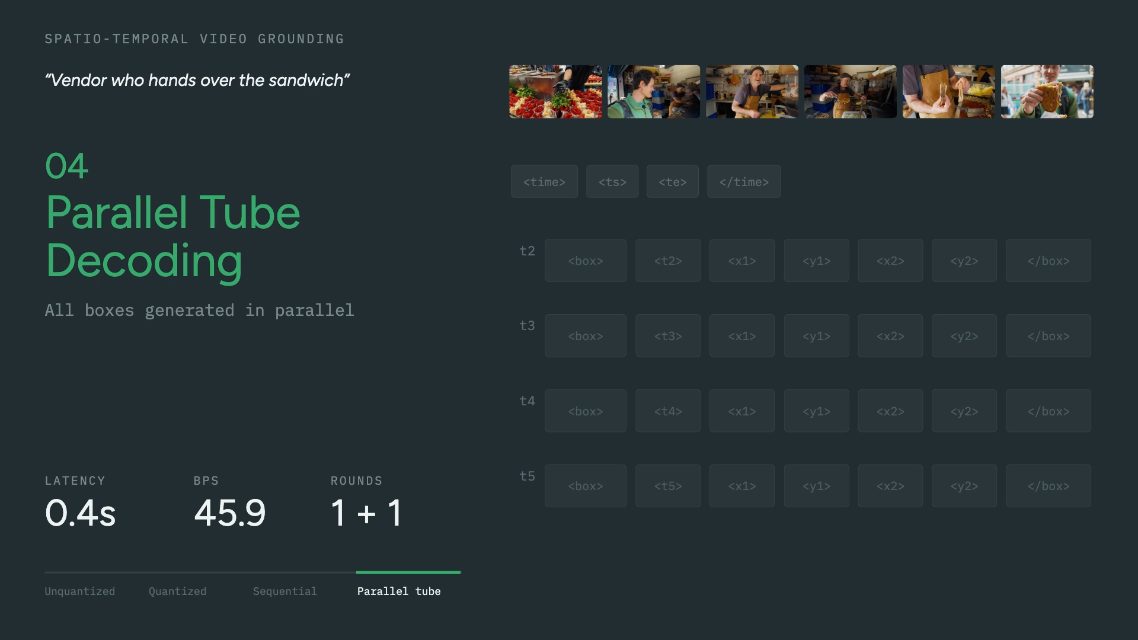 SPATIO-TEMPORAL VIDEO GROUNDING
“Vendor who hands over the sandwich”
04
Parallel Tube
Decoding
All boxes generated in parallel
LATENCY BPS ROUNDS
0.4s 45.9 1 + 1
Unquantized Quantized Sequential Parallel tube
<time> <ts> <te> </time>
t2 <box> <t2> <x1> <y1> <x2> <y2> </box>
t3 <box> <t3> <x1> <y1> <x2> <y2> </box>
t4 <box> <t4> <x1> <y1> <x2> <y2> </box>
t5 <box> <t5> <x1> <y1> <x2> <y2> </box>